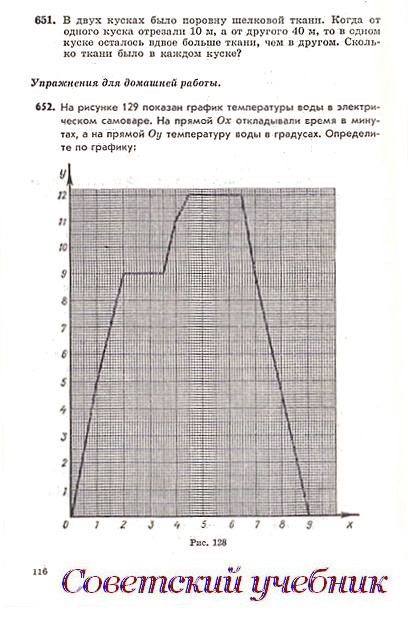 651. В двух кусках было поровну шелковой ткани. Когда от
одного куска отрезали 10 м, а от другого 40 м, то в одном
куске осталось вдвое больше ткани, чем в другом. Сколь-
ко ткани было в каждом куске?
Упражнения для домашней работы.
652. На рисунке 129 показан график температуры воды в электри-
ческом самоваре. На прямой Ox откладывали время в мину-
тах, а на прямой Oy температуру воды в градусах. Определи-
те по графику:
y
12
11
10
9
8
7
6
5
4
3
2
1
0 1 2 3 4 5 6 7 8 9 x
Рис. 128
116
Советский учебник